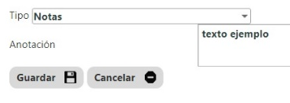 Tipo Notas
texto ejemplo
Anotación
Guardar Cancelar